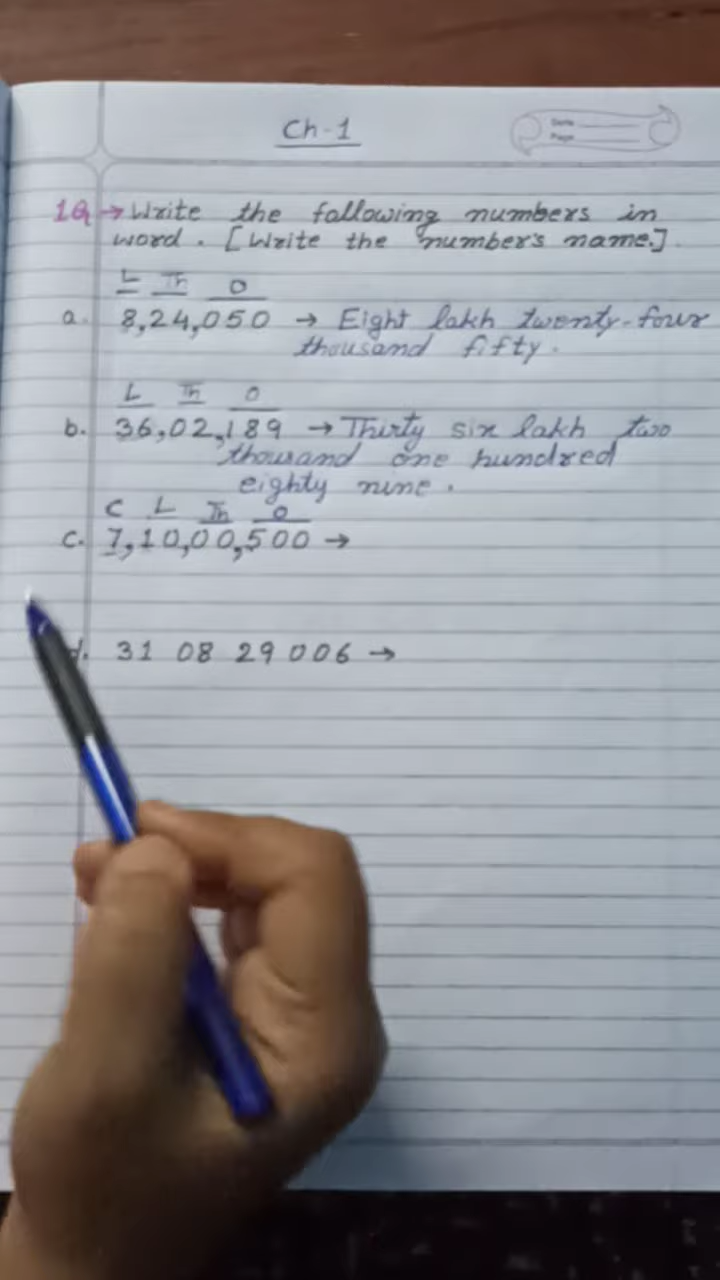 Ch-1
Date
Page
1Q → Write the following numbers in
word. [Write the number's name.]
L Th O
a. 8,24,050 → Eight lakh twenty-four
thousand fifty.
L Th O
b. 36,02,189 → Thirty six lakh two
thousand one hundred
eighty nine.
C L Th O
c. 7,10,00,500 →
d. 31 08 29 006 →